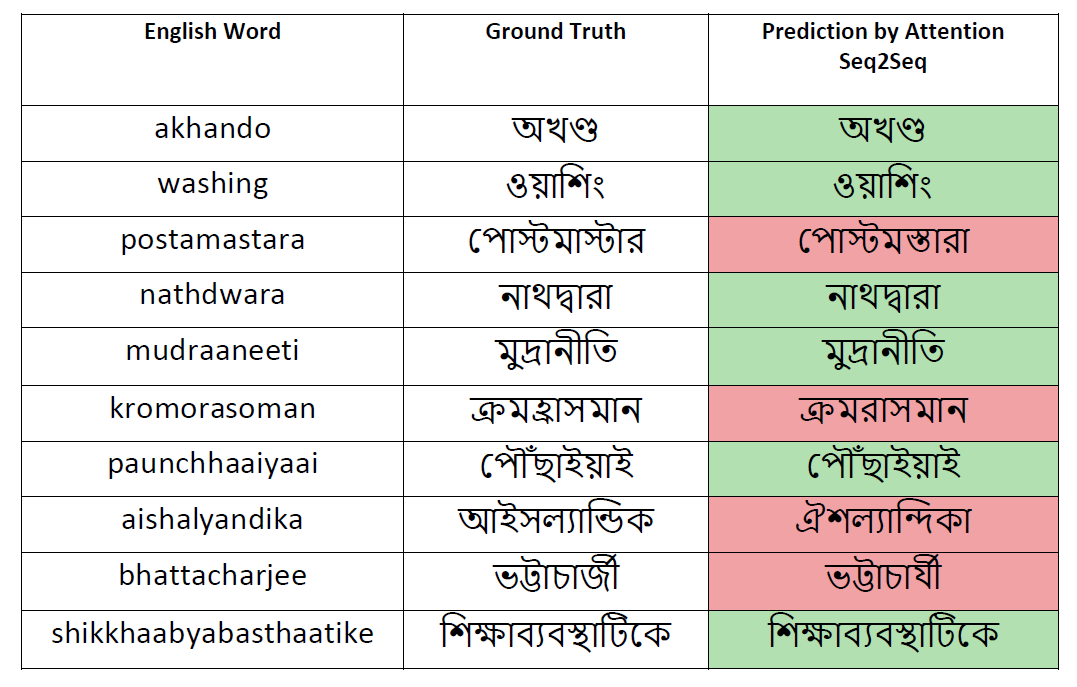 English Word Ground Truth Prediction by Attention
Seq2Seq
akhando অখণ্ড অখণ্ড
washing ওয়াশিং ওয়াশিং
postamastara পোস্টমাস্টার পোস্টমস্তারা
nathdwara নাথদ্বারা নাথদ্বারা
mudraaneeti মুদ্রানীতি মুদ্রানীতি
kromorasoman ক্রমহ্রাসমান ক্রমরাসমান
paunchhaaiyaai পৌঁছাইয়াই পৌঁছাইয়াই
aishalyandika আইসল্যান্ডিক ঐশল্যান্দিকা
bhattacharjee ভট্টাচার্জী ভট্টাচার্যী
shikkhaabyabasthaatike শিক্ষাব্যবস্থাটিকে শিক্ষাব্যবস্থাটিকে